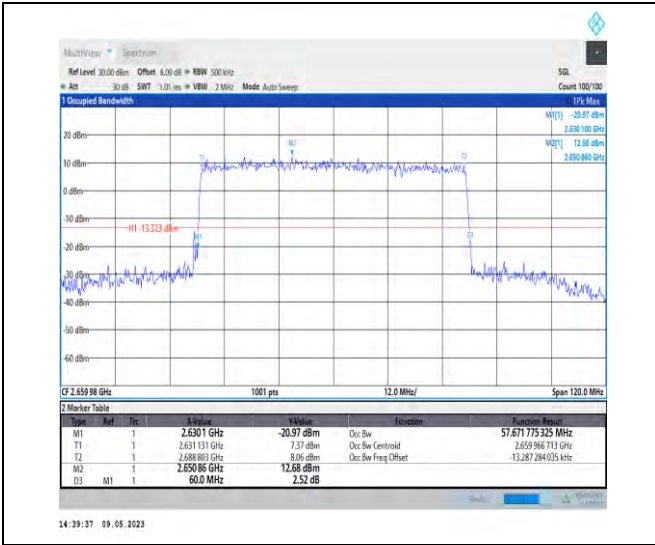 MultiView Spectrum
Ref Level 30.00 dBm Offset 8.09 dB RBW 500 kHz SGL
Att 30 dB SWT 1.01 ms VBW 2 MHz Mode Auto Sweep Count 100/100
1 Occupied Bandwidth 1Pk Max
M1[1] -20.97 dBm
2.630 100 GHz
M2[1] 12.68 dBm
2.650 860 GHz
20 dBm
M2
T1
T2
10 dBm
0 dBm
-10 dBm
H1 -13.323 dBm
M1
D3
-30 dBm
-40 dBm
-50 dBm
-60 dBm
CF 2.659 98 GHz 1001 pts 12.0 MHz/ Span 120.0 MHz
2 Marker Table
Type Ref Trc X-Value Y-Value Function Function Result
M1 1 2.6301 GHz -20.97 dBm Occ Bw 57.671 775 325 MHz
T1 1 2.631 131 GHz 7.37 dBm Occ Bw Centroid 2.659 966 713 GHz
T2 1 2.688 803 GHz 8.06 dBm Occ Bw Freq Offset -13.287 284 035 kHz
M2 1 2.650 86 GHz 12.68 dBm
D3 M1 1 60.0 MHz 2.52 dB
14:39:37 09.05.2023